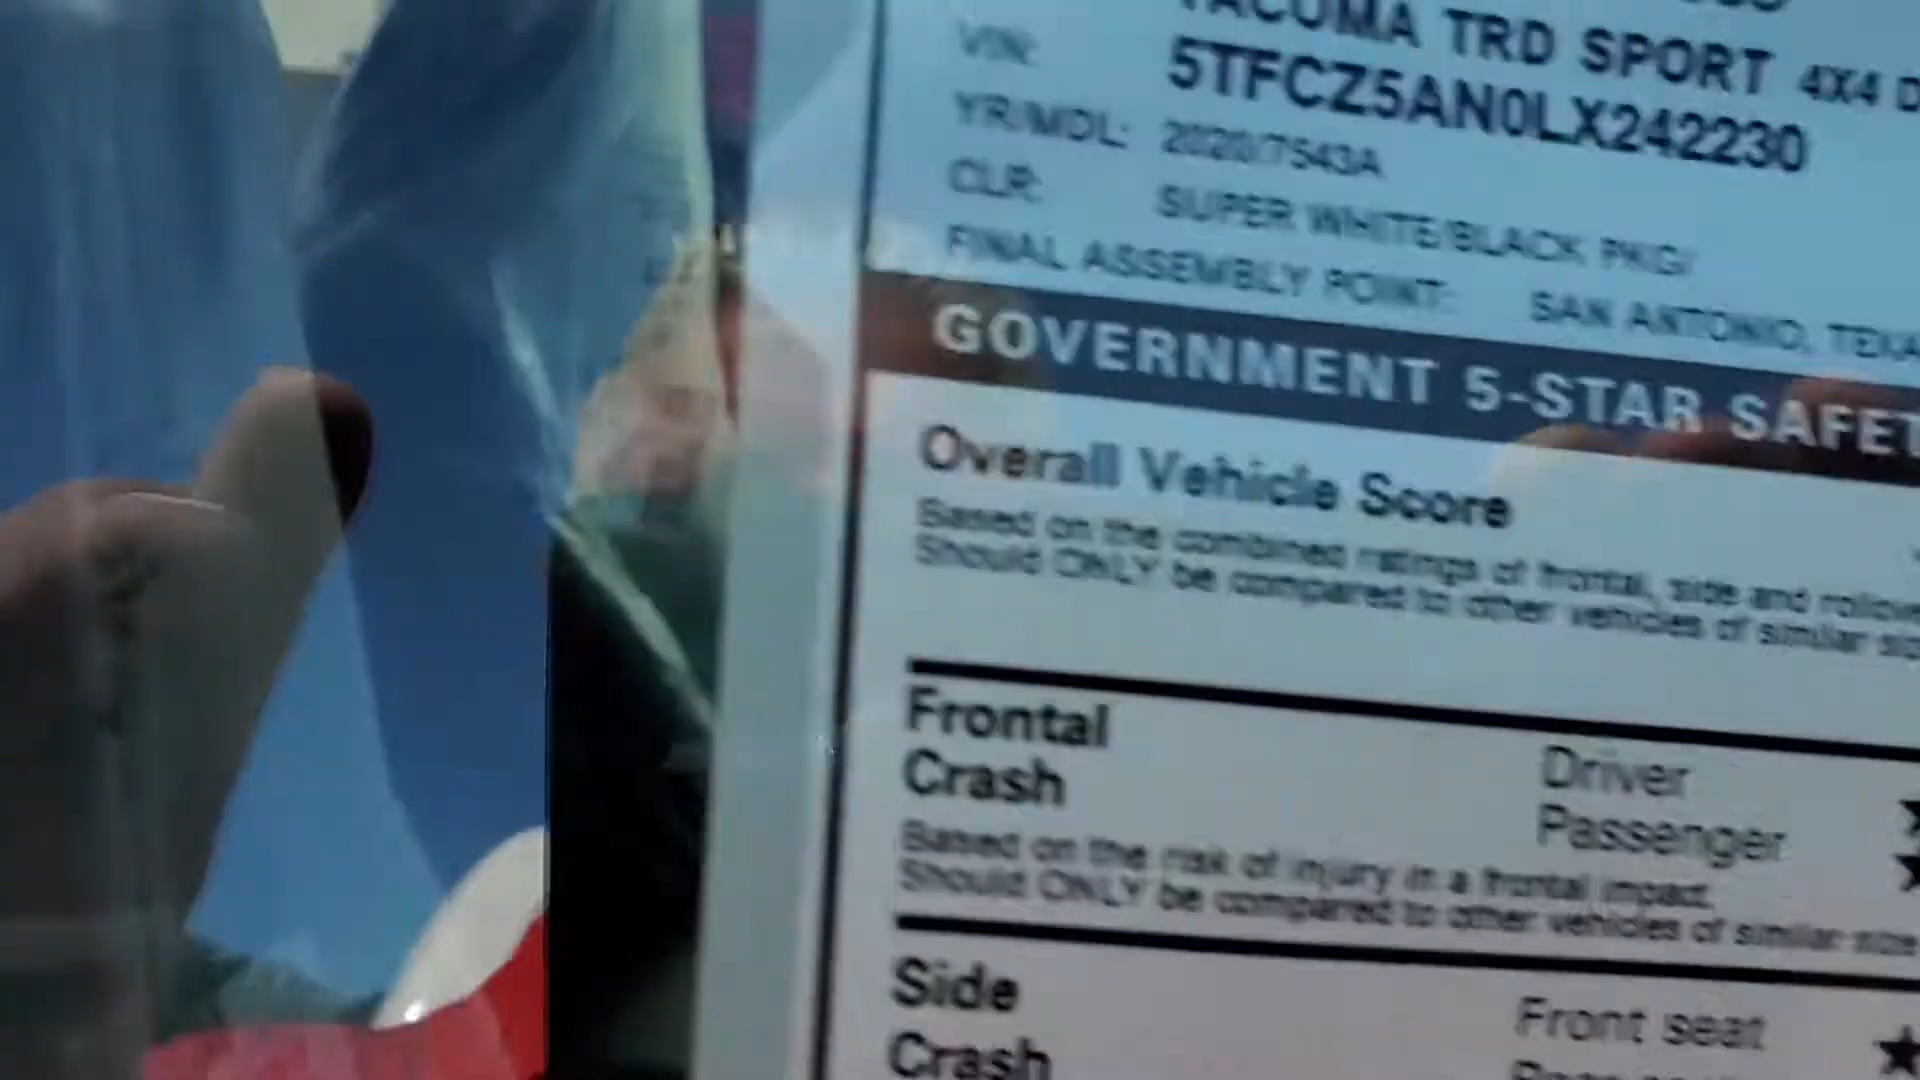 TACOMA TRD SPORT 4X4 D
VIN: 5TFCZ5AN0LX242230
YR/MDL: 2020/7543A
CLR: SUPER WHITE/BLACK PKG/
FINAL ASSEMBLY POINT: SAN ANTONIO, TEXA
GOVERNMENT 5-STAR SAFET
Overall Vehicle Score
Based on the combined ratings of frontal, side and rollove
Should ONLY be compared to other vehicles of similar size
Frontal
Crash
Driver
Passenger
Based on the risk of injury in a frontal impact.
Should ONLY be compared to other vehicles of similar size
Side
Crash
Front seat